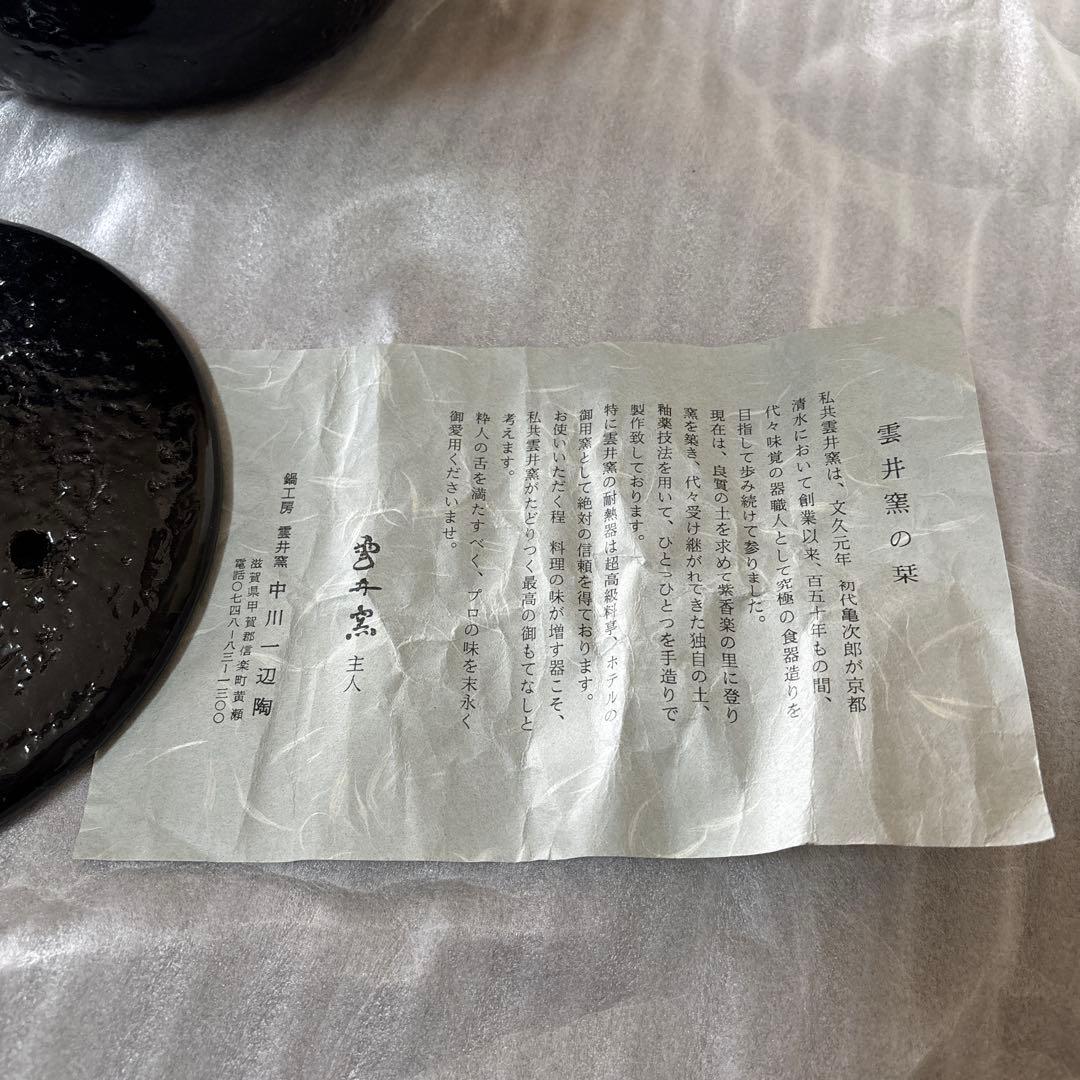 雲井窯の栞
私共雲井窯は、文久元年　初代亀次郎が京都
清水において創業以来、百五十年もの間、
代々味覚の器職人として究極の食器造りを
目指して歩み続けて参りました。
現在は、良質の土を求めて紫香楽の里に登り
窯を築き、代々受け継がれてきた独自の土、
釉薬技法を用いて、ひとつひとつを手造りで
製作致しております。
特に雲井窯の耐熱器は超高級料亭、ホテルの
御用窯として絶対の信頼を得ております。
お使いいただく程　料理の味が増す器こそ、
私共雲井窯がたどりつく最高の御もてなしと
考えます。
粋人の舌を満たすべく、プロの味を末永く
御愛用くださいませ。
雲井窯 主人
鍋工房　雲井窯　中川一辺陶
滋賀県甲賀郡信楽町黄瀬
電話〇七四八ー八三ー一三〇〇